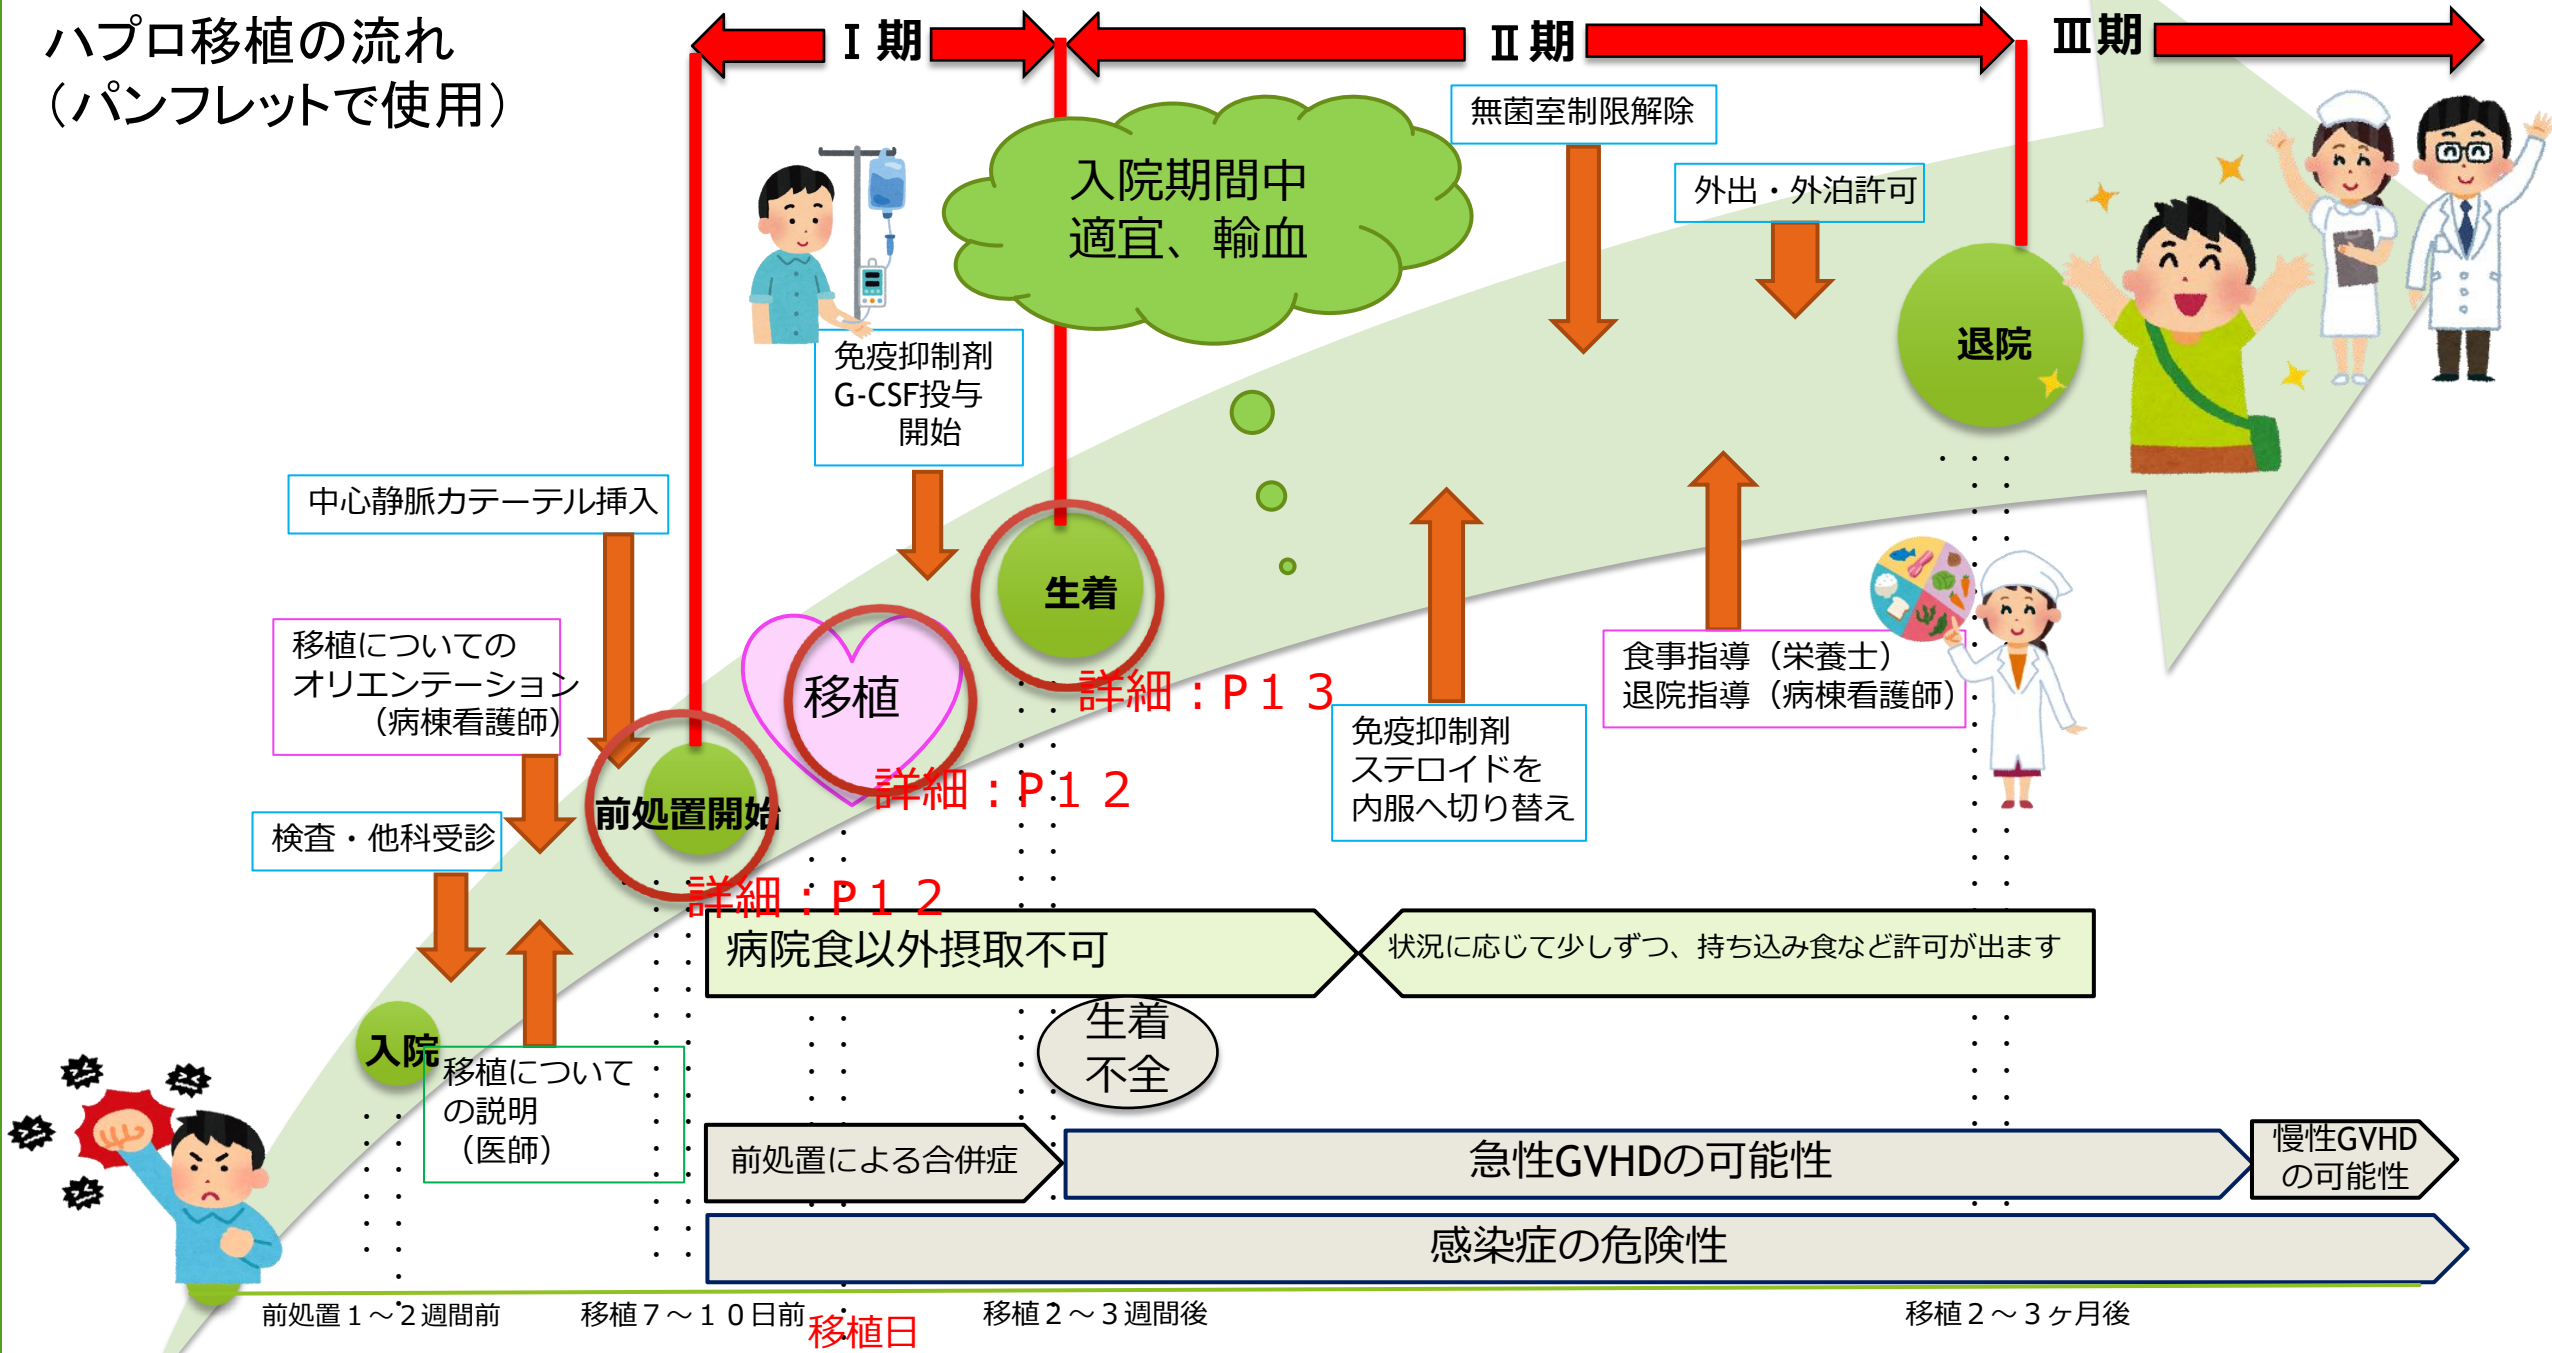 ハプロ移植の流れ
（パンフレットで使用）
Ⅰ期
Ⅱ期
Ⅲ期
無菌室制限解除
外出・外泊許可
入院期間中
適宜、輸血
免疫抑制剤
G-CSF投与
開始
退院
中心静脈カテーテル挿入
生着
移植についての
オリエンテーション
（病棟看護師）
移植
詳細：P１３
食事指導（栄養士）
退院指導（病棟看護師）
免疫抑制剤
ステロイドを
内服へ切り替え
詳細：P１２
前処置開始
検査・他科受診
詳細：P１２
病院食以外摂取不可
状況に応じて少しずつ、持ち込み食など許可が出ます
入院
生着
不全
移植について
の説明
（医師）
前処置による合併症
急性GVHDの可能性
慢性GVHD
の可能性
感染症の危険性
前処置１～２週間前
移植７～１０日前
移植日
移植２～３週間後
移植２～３ヶ月後